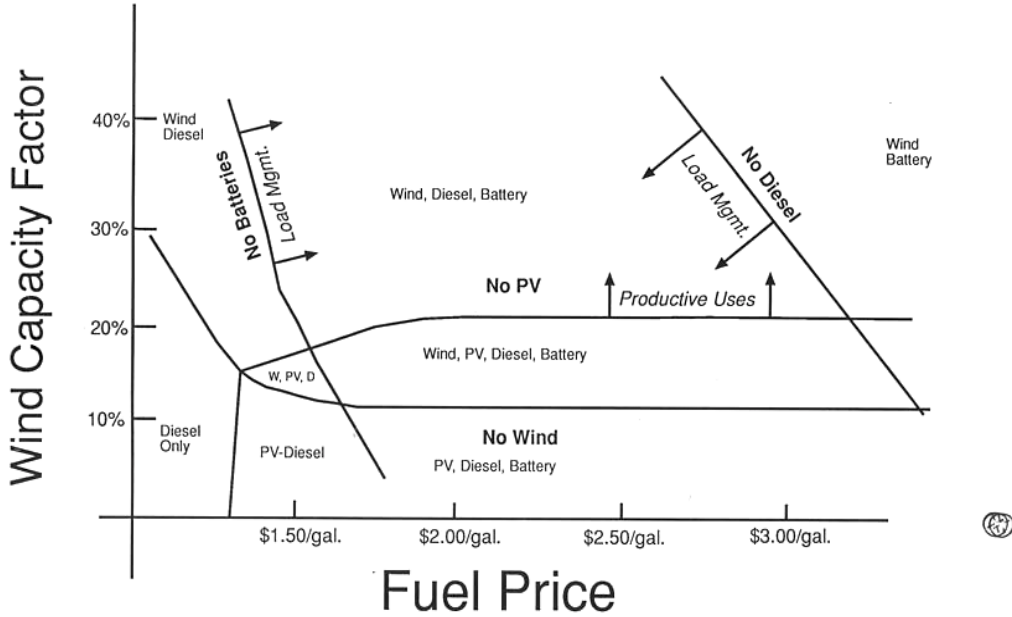 Wind Capacity Factor
40%
30%
20%
10%
Wind
Diesel
No Batteries
Load Mgmt.
Wind, Diesel, Battery
Load Mgmt.
No Diesel
Wind
Battery
No PV
Productive Uses
Wind, PV, Diesel, Battery
W, PV, D
Diesel
Only
PV-Diesel
No Wind
PV, Diesel, Battery
$1.50/gal.
$2.00/gal.
$2.50/gal.
$3.00/gal.
Fuel Price